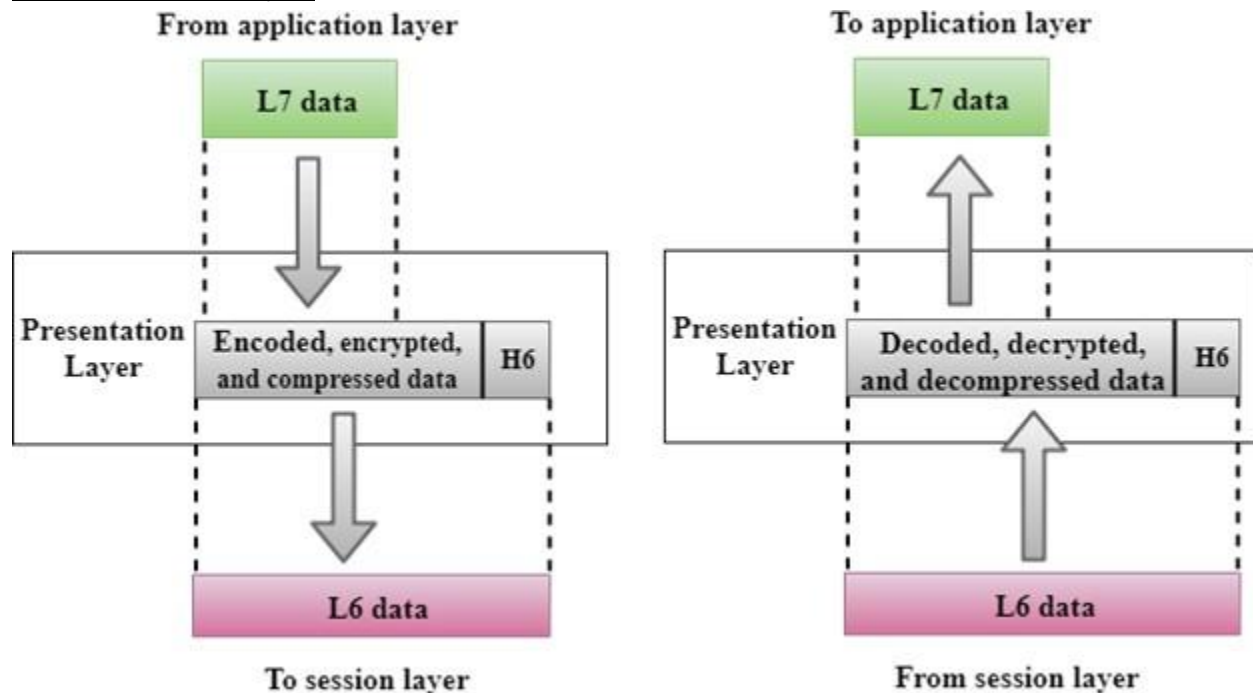 From application layer
L7 data
Presentation
Layer
Encoded, encrypted,
and compressed data
H6
L6 data
To session layer
To application layer
L7 data
Presentation
Layer
Decoded, decrypted,
and decompressed data
H6
L6 data
From session layer